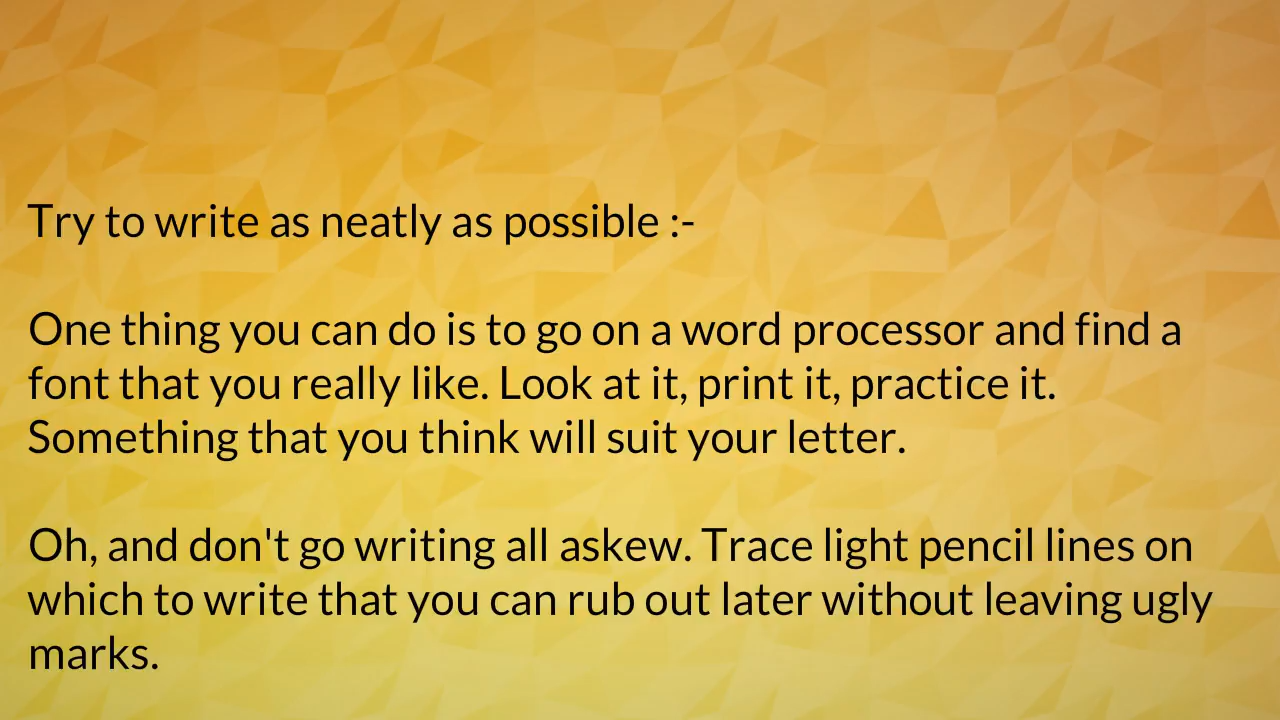 Try to write as neatly as possible :-
One thing you can do is to go on a word processor and find a
font that you really like. Look at it, print it, practice it.
Something that you think will suit your letter.
Oh, and don't go writing all askew. Trace light pencil lines on
which to write that you can rub out later without leaving ugly
marks.